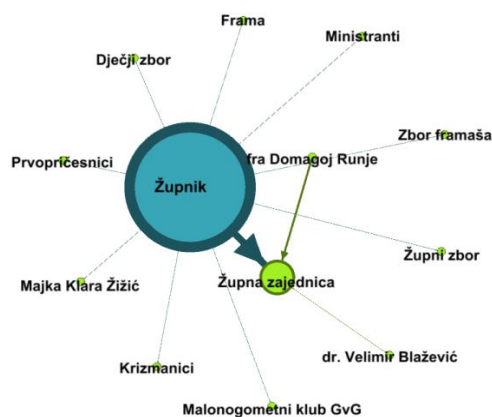 Frama
Ministranti
Dječji zbor
Zbor framaša
fra Domagoj Runje
Prvopričesnici
Župnik
Župni zbor
Majka Klara Žižić
Župna zajednica
dr. Velimir Blažević
Krizmanici
Malonogometni klub GvG